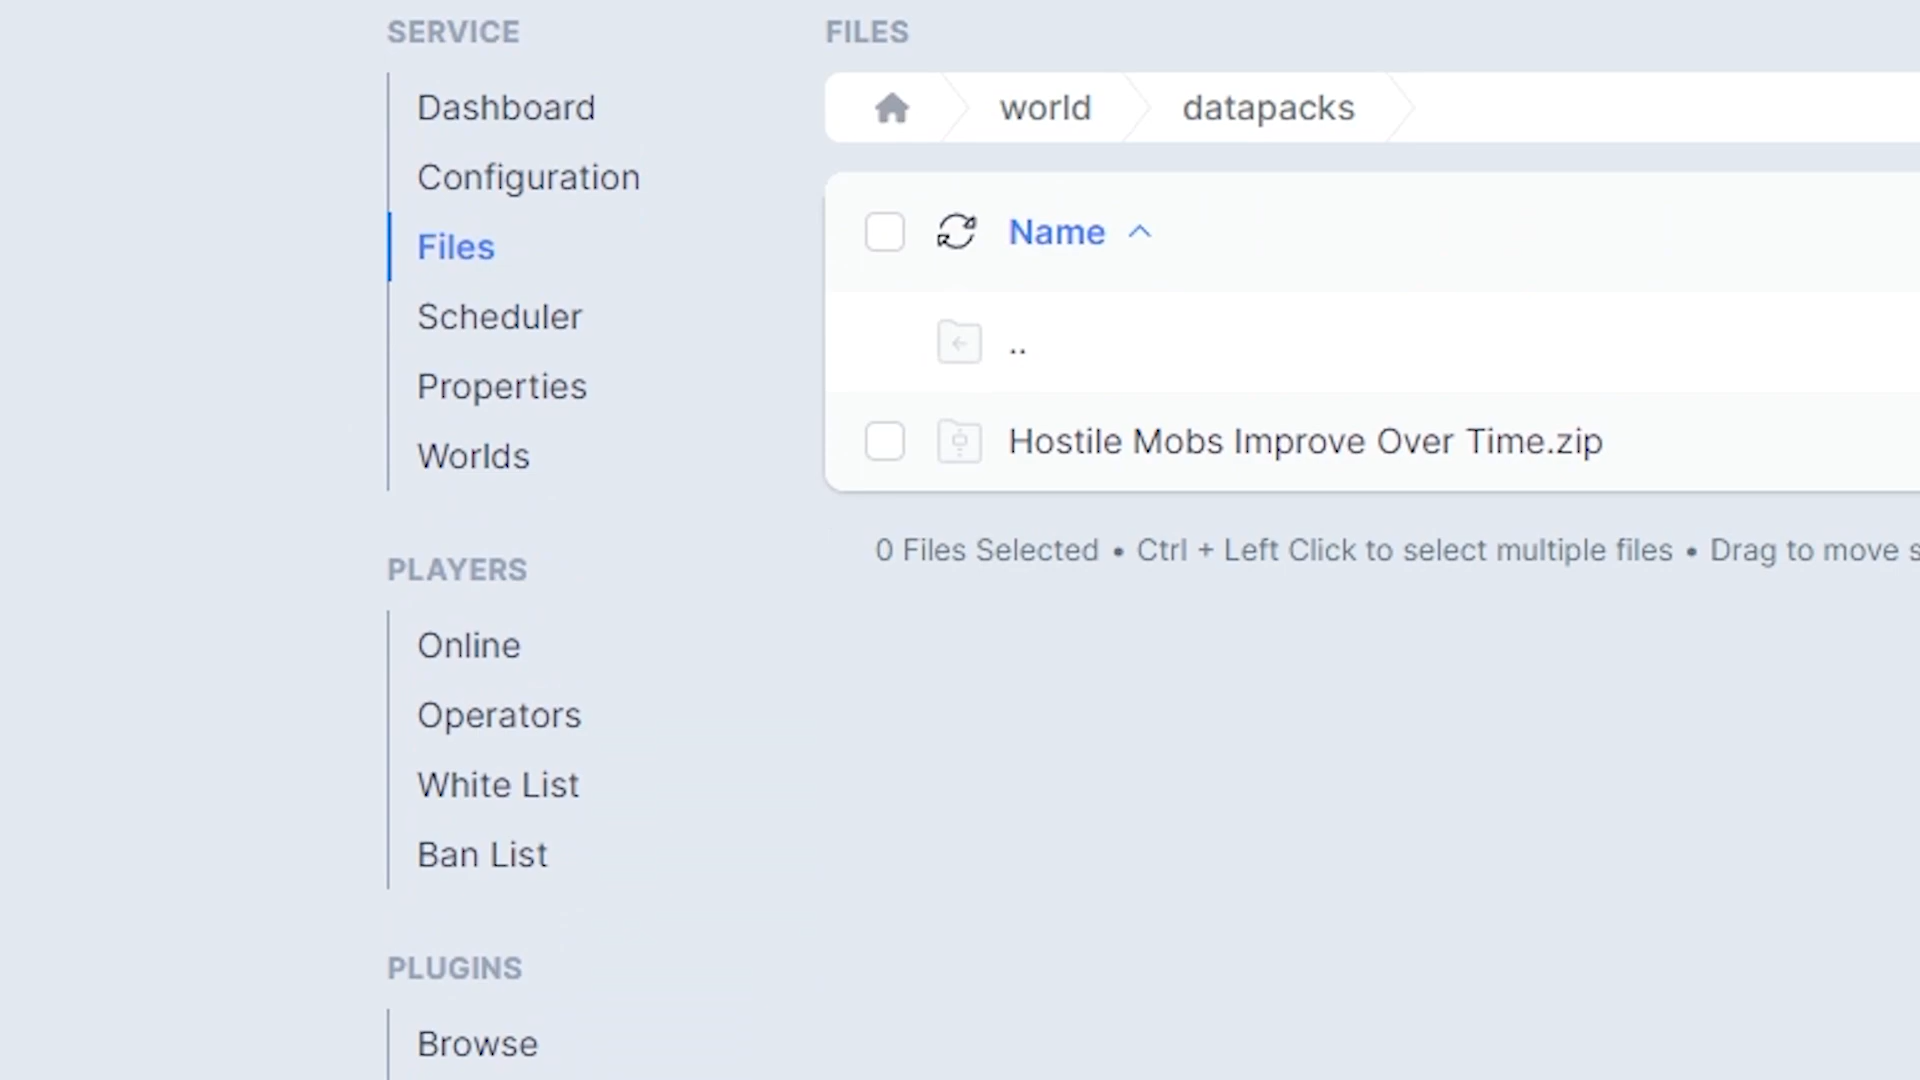 SERVICE
Dashboard
Configuration
Files
Scheduler
Properties
Worlds
PLAYERS
Online
Operators
White List
Ban List
PLUGINS
Browse
FILES
world
datapacks
Name
..
Hostile Mobs Improve Over Time.zip
0 Files Selected • Ctrl + Left Click to select multiple files • Drag to move s